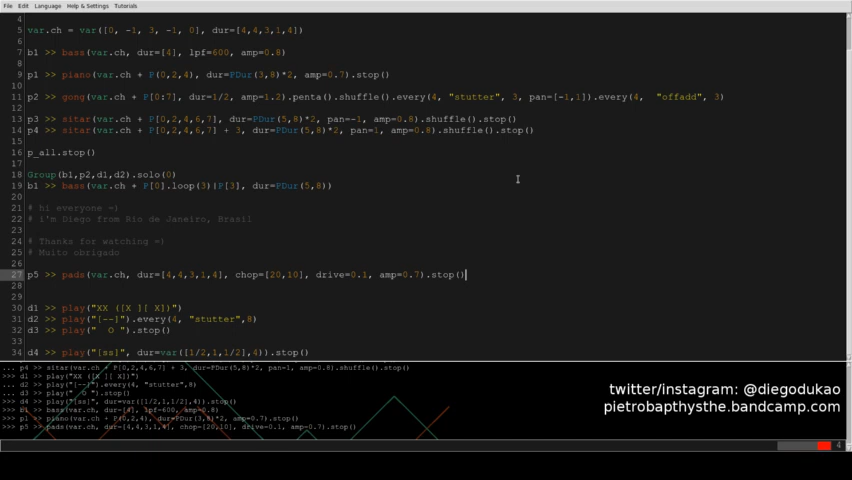 File Edit Language Help & Settings Tutorials
4
5 var.ch = var([0, -1, 3, -1, 0], dur=[4,4,3,1,4])
6
7 b1 >> bass(var.ch, dur=[4], lpf=600, amp=0.8)
8
9 p1 >> piano(var.ch + P(0,2,4), dur=PDur(3,8)*2, amp=0.7).stop()
10
11 p2 >> gong(var.ch + P[0:7], dur=1/2, amp=1.2).penta().shuffle().every(4, "stutter", 3, pan=[-1,1]).every(4,  "offadd", 3)
12
13 p3 >> sitar(var.ch + P[0,2,4,6,7], dur=PDur(5,8)*2, pan=-1, amp=0.8).shuffle().stop()
14 p4 >> sitar(var.ch + P[0,2,4,6,7] + 3, dur=PDur(5,8)*2, pan=1, amp=0.8).shuffle().stop()
15
16 p_all.stop()
17
18 Group(b1,p2,d1,d2).solo(0)
19 b1 >> bass(var.ch + P[0].loop(3)|P[3], dur=PDur(5,8))
20
21 # hi everyone =)
22 # i'm Diego from Rio de Janeiro, Brasil
23
24 # Thanks for watching =)
25 # Muito obrigado
26
27 p5 >> pads(var.ch, dur=[4,4,3,1,4], chop=[20,10], drive=0.1, amp=0.7).stop()
28
29
30 d1 >> play("XX ([X ][ X])")
31 d2 >> play("[--]").every(4, "stutter",8)
32 d3 >> play("  O ").stop()
33
34 d4 >> play("[ss]", dur=var([1/2,1,1/2],4)).stop()
... p4 >> sitar(var.ch + P[0,2,4,6,7] + 3, dur=PDur(5,8)*2, pan=1, amp=0.8).shuffle().stop()
>>> d1 >> play("XX ([X ][ X])")
... d2 >> play("[--]").every(4, "stutter",8)
... d3 >> play("  O ").stop()
>>> d4 >> play("[ss]", dur=var([1/2,1,1/2],4)).stop()
>>> b1 >> bass(var.ch, dur=[4], lpf=600, amp=0.8)
>>> p1 >> piano(var.ch + P(0,2,4), dur=PDur(3,8)*2, amp=0.7).stop()
>>> p5 >> pads(var.ch, dur=[4,4,3,1,4], chop=[20,10], drive=0.1, amp=0.7).stop()
twitter/instagram: @diegodukao
pietrobapthysthe.bandcamp.com
4